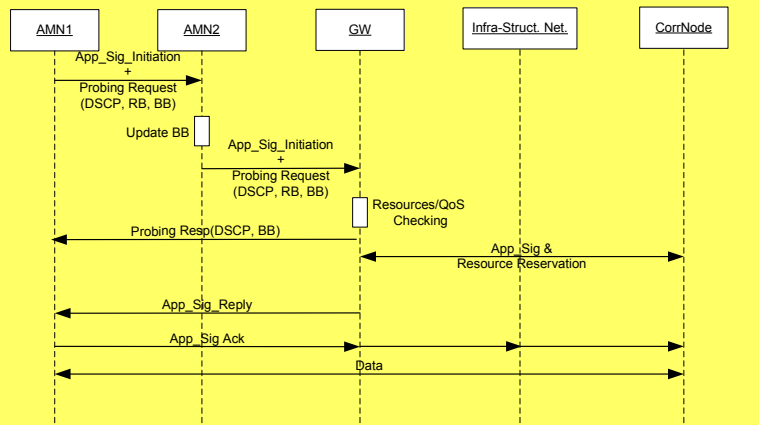 AMN1
AMN2
GW
Infra-Struct. Net.
CorrNode
App_Sig_Initiation
+
Probing Request
(DSCP, RB, BB)
Update BB
App_Sig_Initiation
+
Probing Request
(DSCP, RB, BB)
Resources/QoS
Checking
Probing Resp(DSCP, BB)
App_Sig &
Resource Reservation
App_Sig_Reply
App_Sig Ack
Data